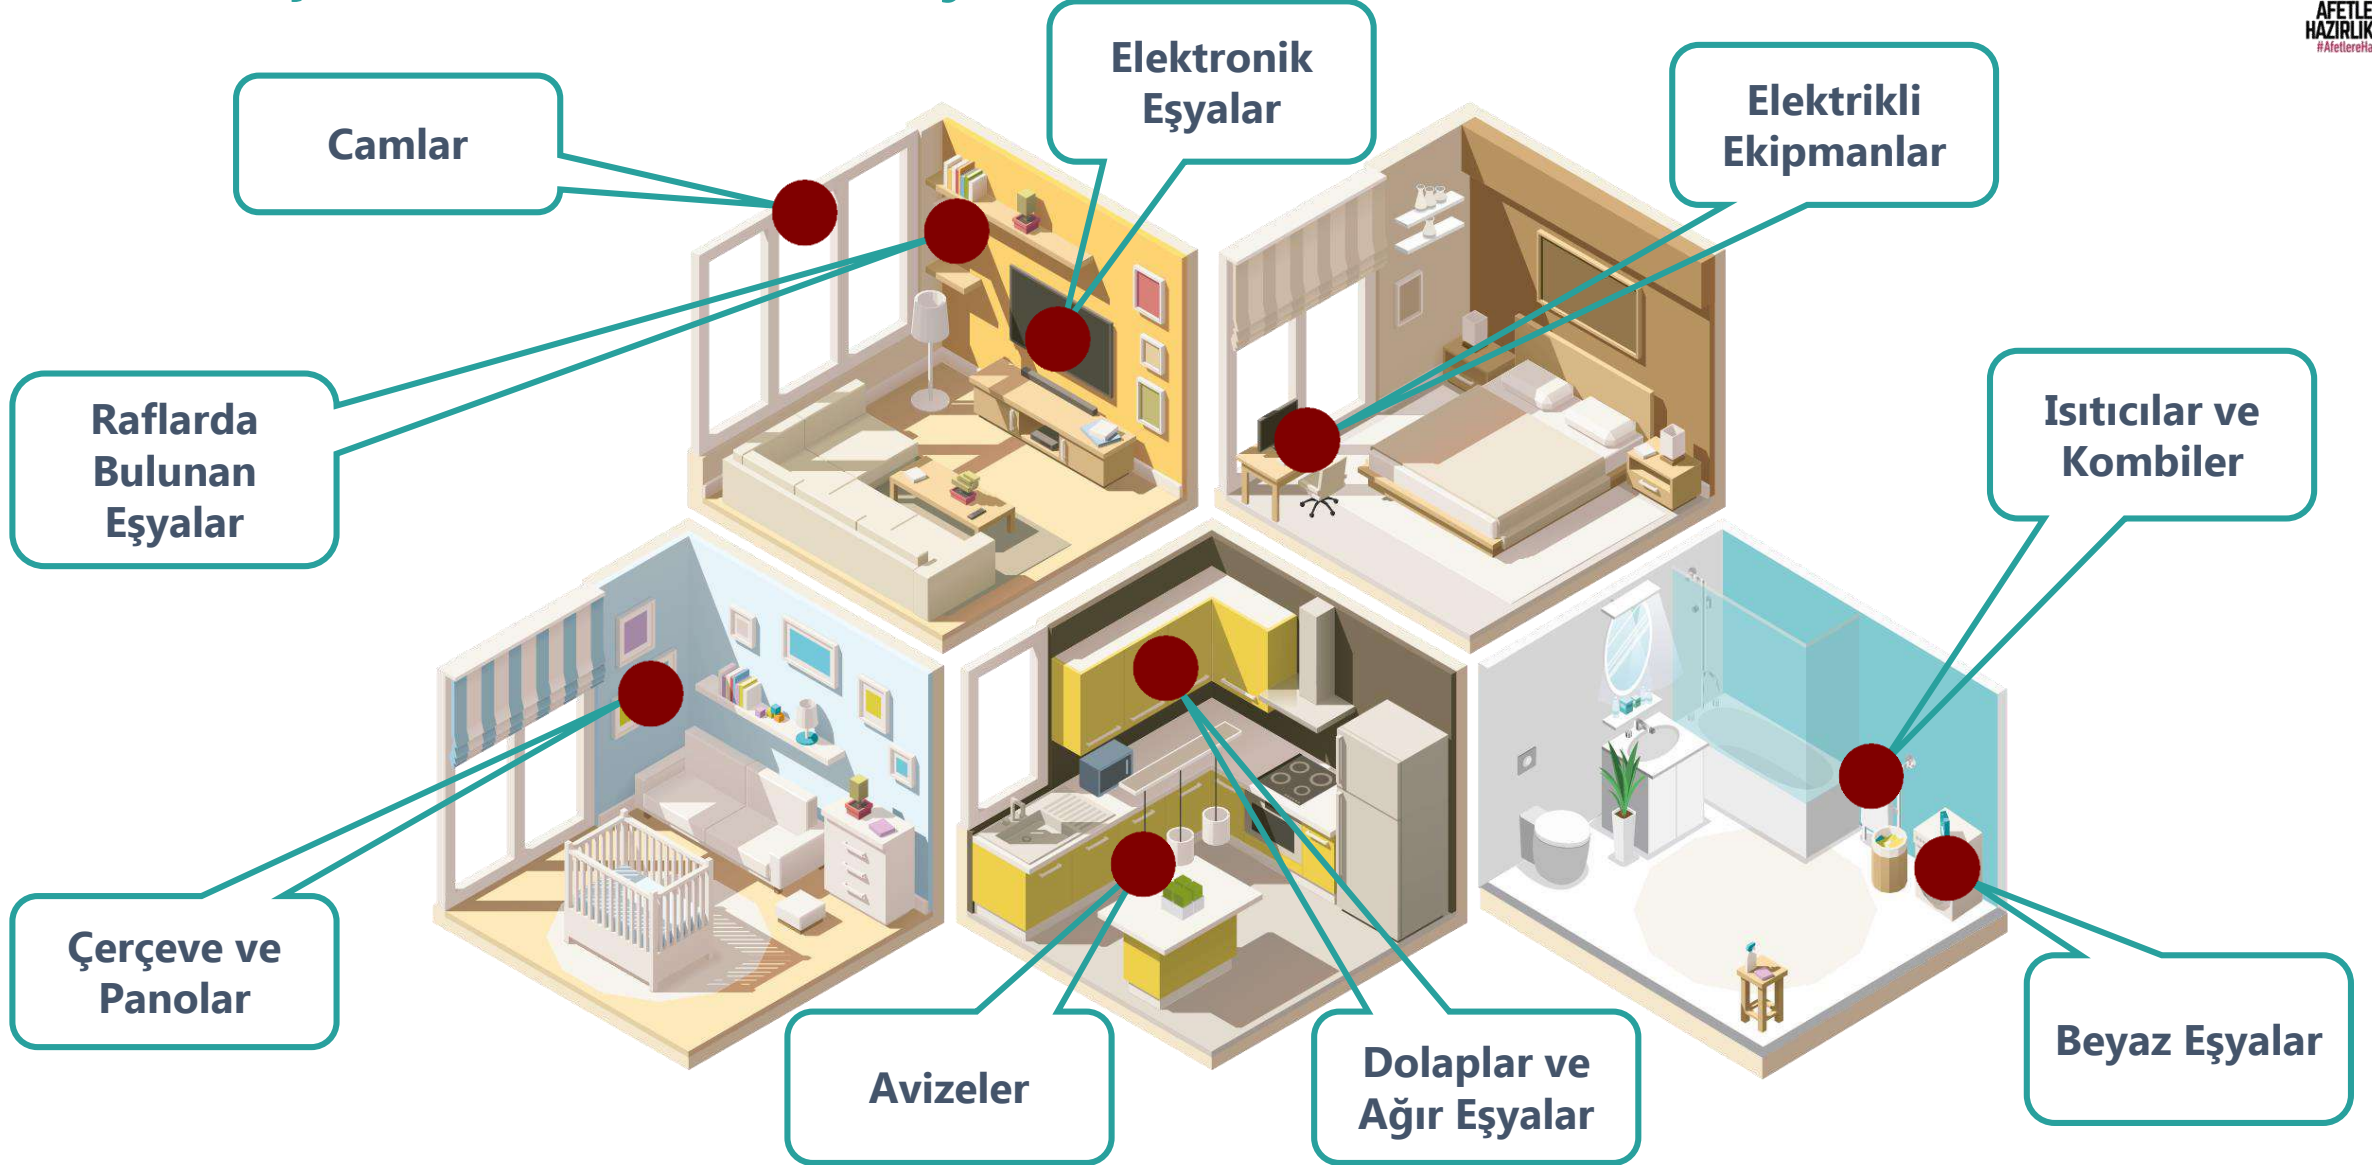 Elektronik
Eşyalar
Camlar
Elektrikli
Ekipmanlar
Raflarda
Bulunan
Eşyalar
Isıtıcılar ve
Kombiler
Çerçeve ve
Panolar
Avizeler
Dolaplar ve
Ağır Eşyalar
Beyaz Eşyalar
HAZIRLIK